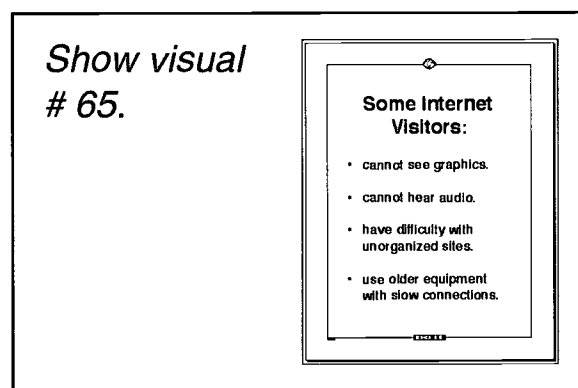 Show visual
# 65.
Some Internet
Visitors:
• cannot see graphics.
• cannot hear audio.
• have difficulty with
unorganized sites.
• use older equipment
with slow connections.